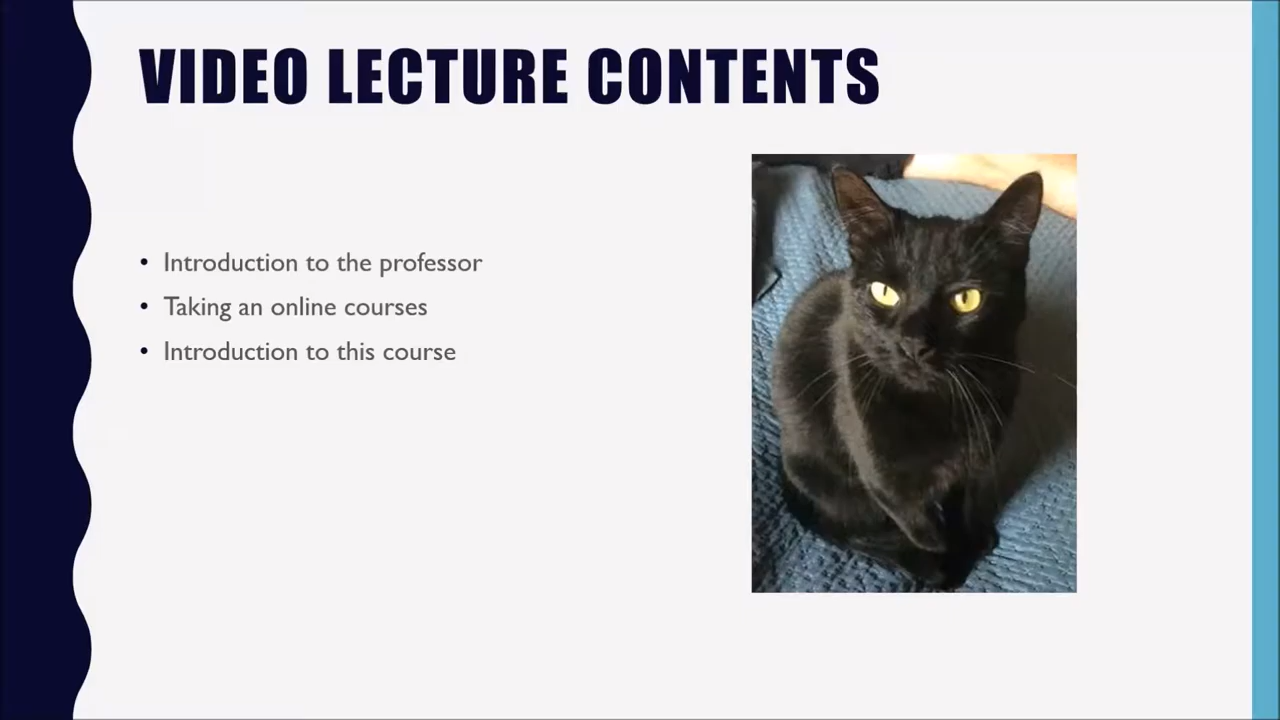 VIDEO LECTURE CONTENTS
• Introduction to the professor
• Taking an online courses
• Introduction to this course